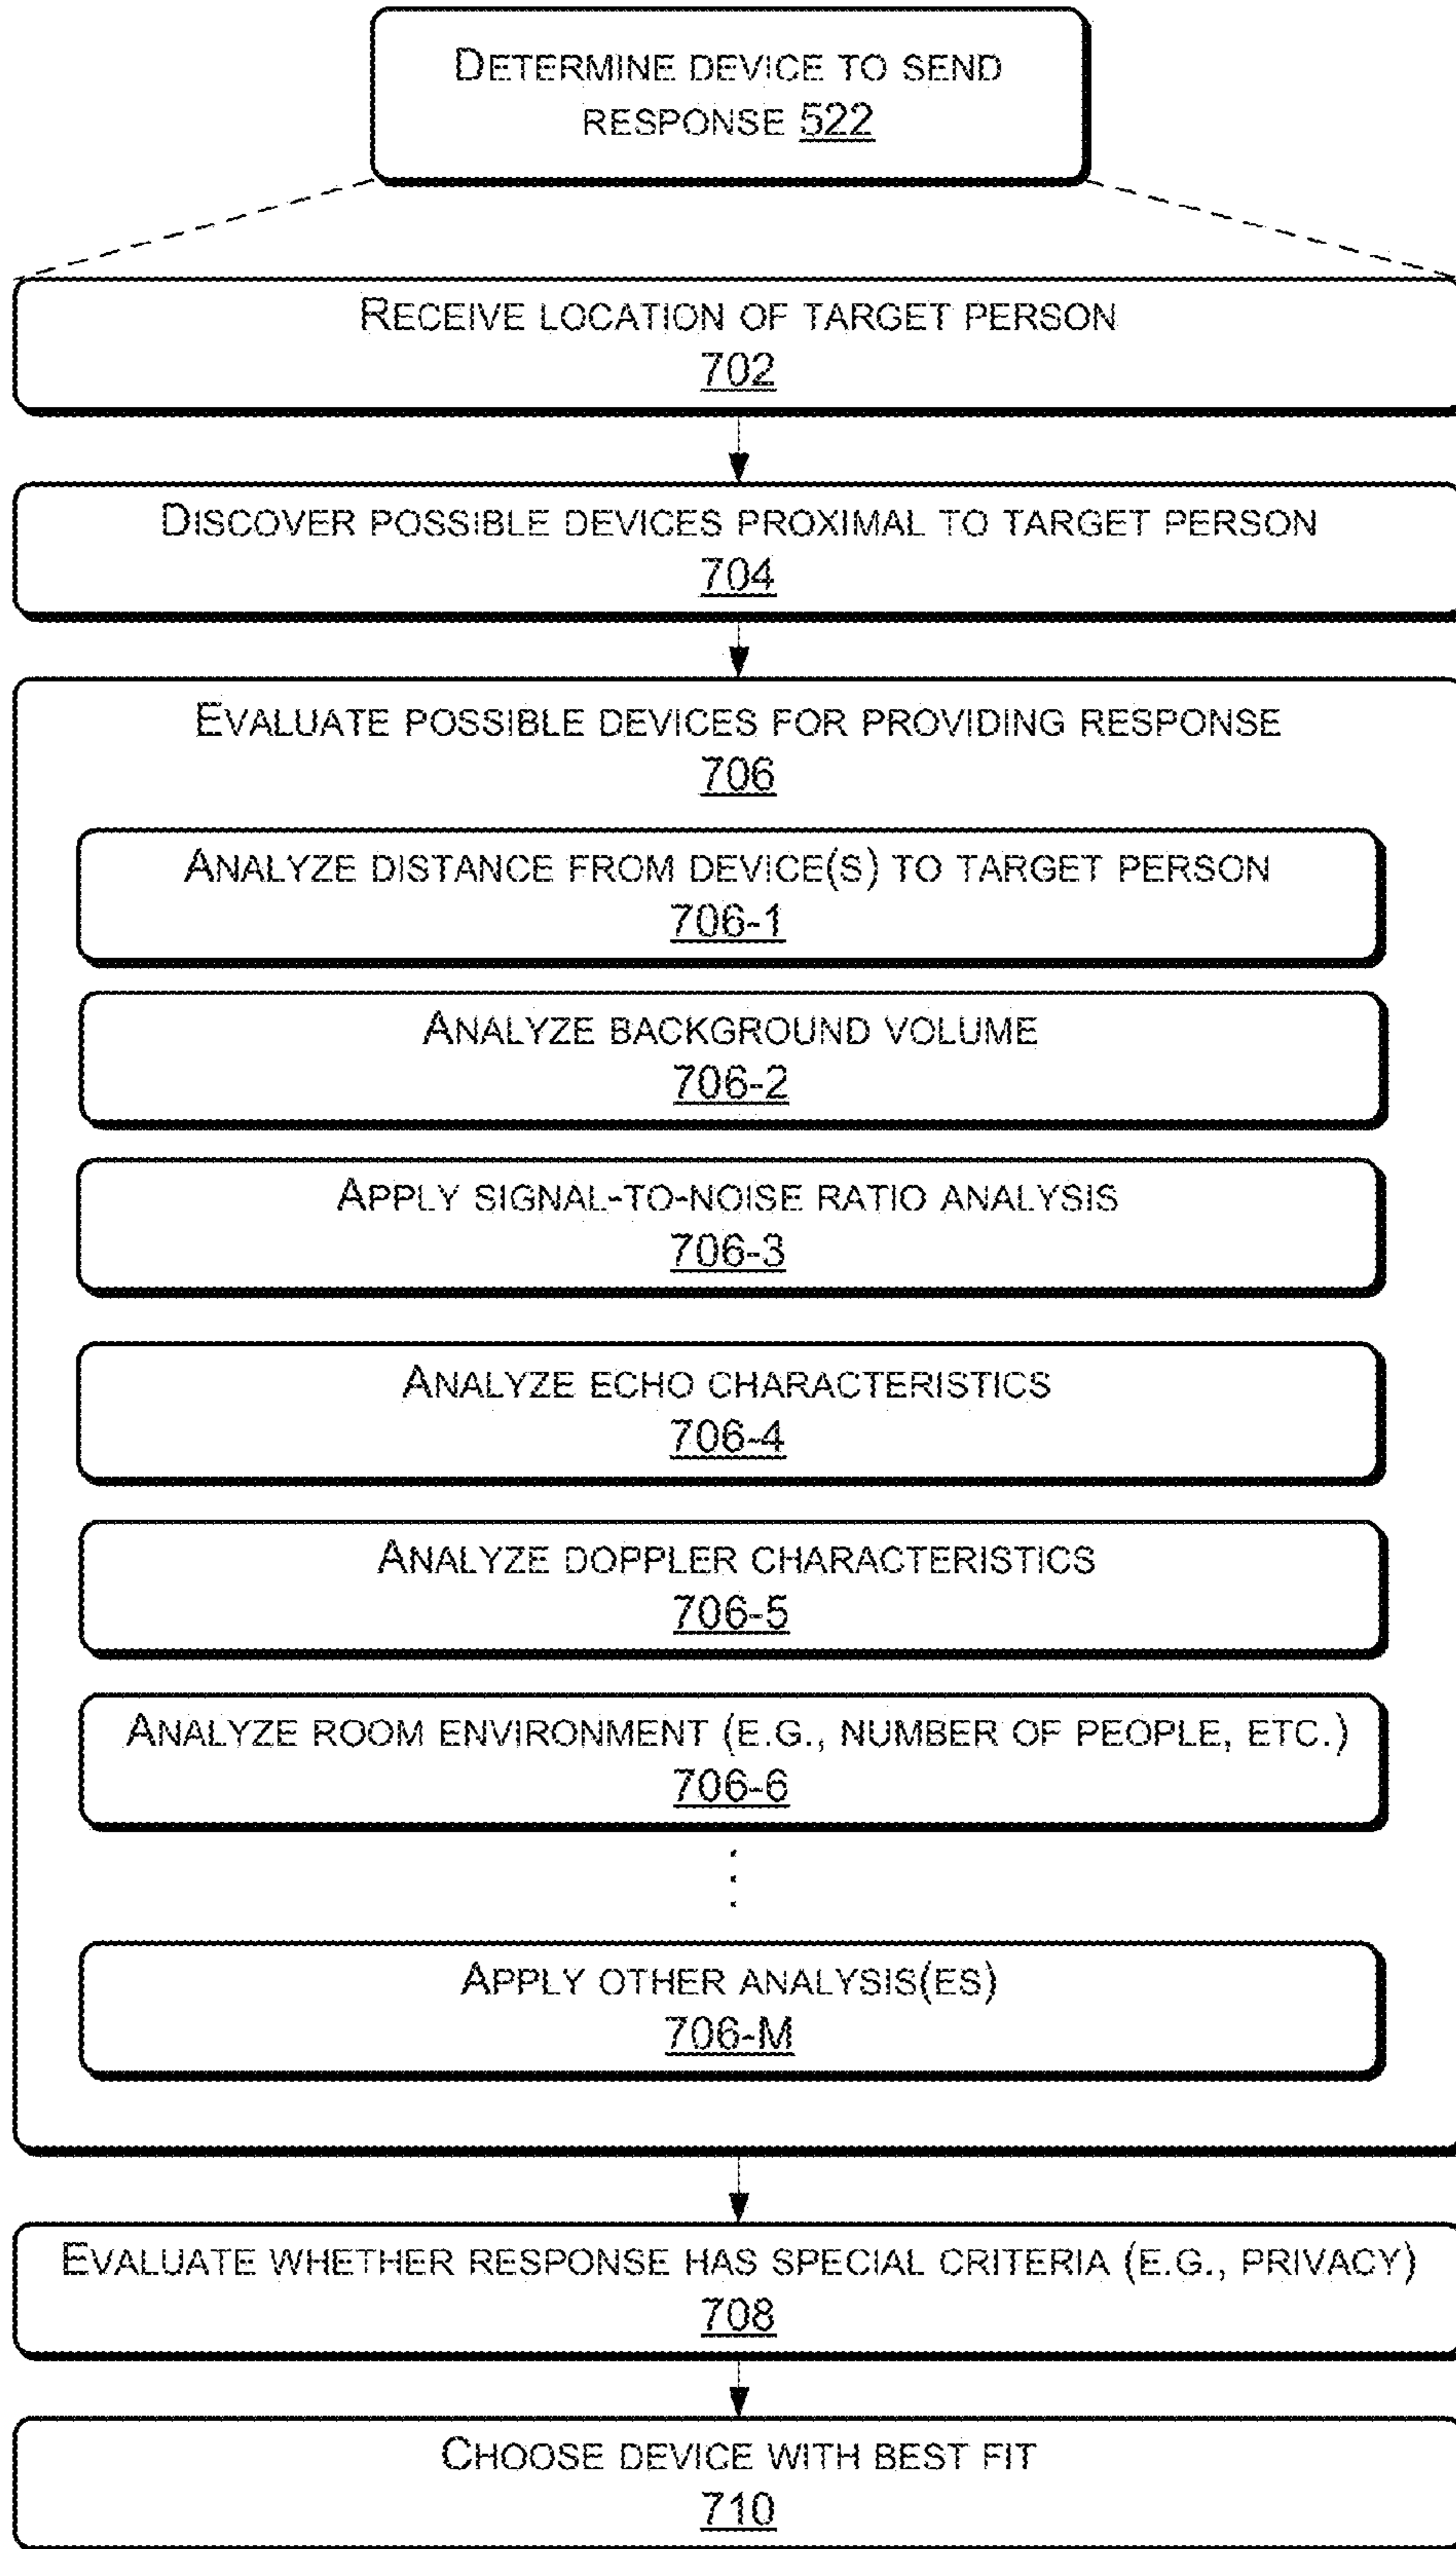 DETERMINE DEVICE TO SEND
RESPONSE 522
RECEIVE LOCATION OF TARGET PERSON
702
DISCOVER POSSIBLE DEVICES PROXIMAL TO TARGET PERSON
704
EVALUATE POSSIBLE DEVICES FOR PROVIDING RESPONSE
706
ANALYZE DISTANCE FROM DEVICE(S) TO TARGET PERSON
706-1
ANALYZE BACKGROUND VOLUME
706-2
APPLY SIGNAL-TO-NOISE RATIO ANALYSIS
706-3
ANALYZE ECHO CHARACTERISTICS
706-4
ANALYZE DOPPLER CHARACTERISTICS
706-5
ANALYZE ROOM ENVIRONMENT (E.G., NUMBER OF PEOPLE, ETC.)
706-6
APPLY OTHER ANALYSIS(ES)
706-M
EVALUATE WHETHER RESPONSE HAS SPECIAL CRITERIA (E.G., PRIVACY)
708
CHOOSE DEVICE WITH BEST FIT
710